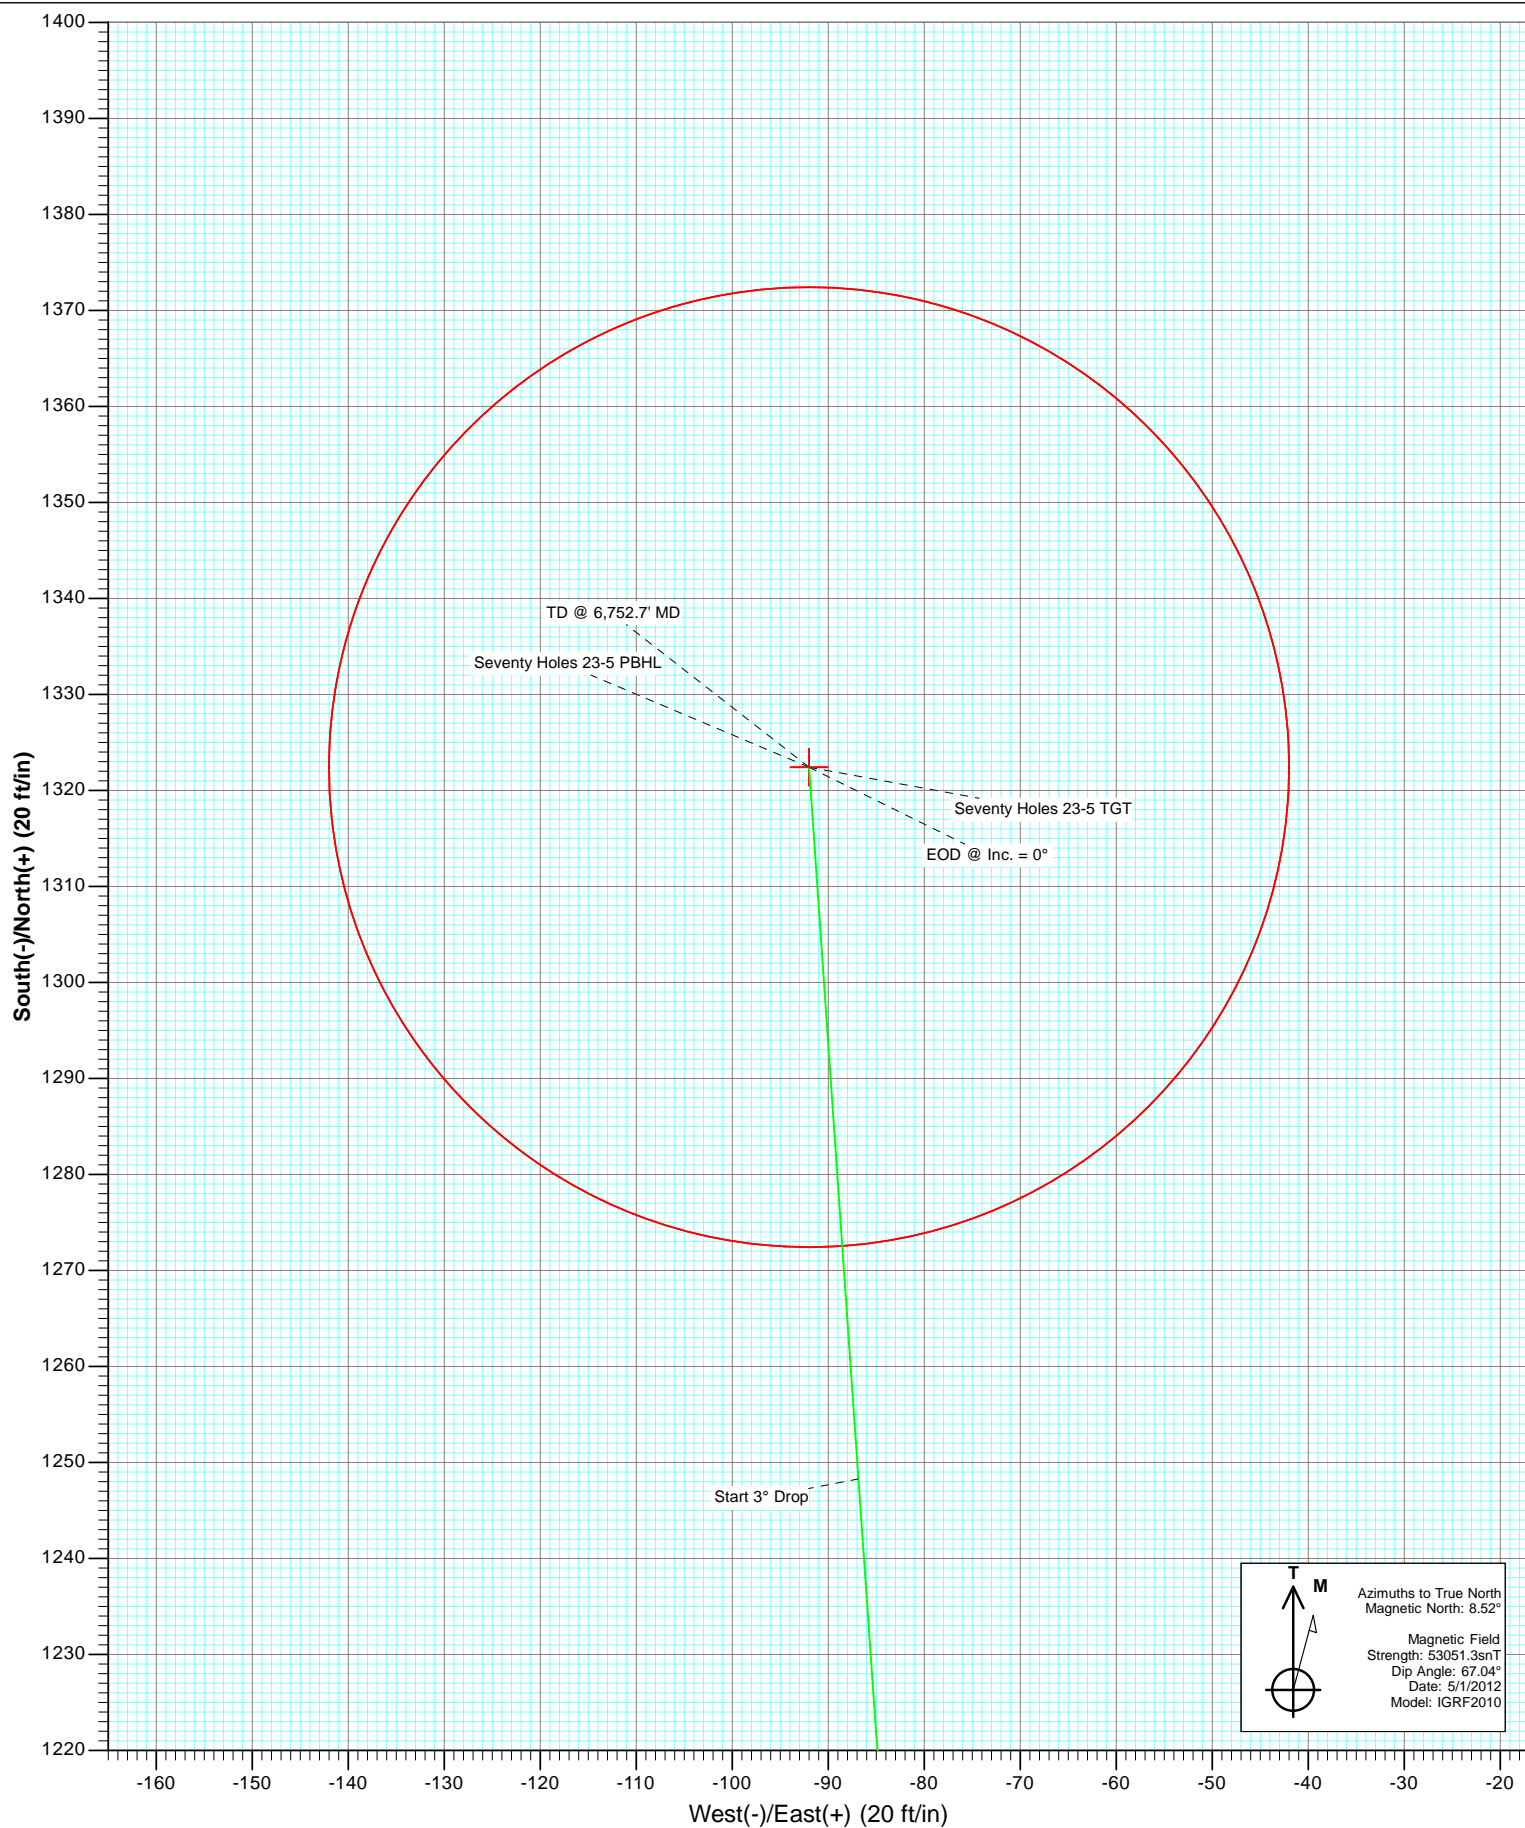 1400
1390
1380
1370
1360
1350
1340
1330
1320
1310
1300
1290
1280
1270
1260
1250
1240
1230
1220
South(-)/North(+) (20 ft/in)
TD @ 6,752.7' MD
Seventy Holes 23-5 PBHL
Seventy Holes 23-5 TGT
EOD @ Inc. = 0°
Start 3° Drop
T
M
Azimuths to True North
Magnetic North: 8.52°
Magnetic Field
Strength: 53051.3snT
Dip Angle: 67.04°
Date: 5/1/2012
Model: IGRF2010
-160 -150 -140 -130 -120 -110 -100 -90 -80 -70 -60 -50 -40 -30 -20
West(-)/East(+) (20 ft/in)